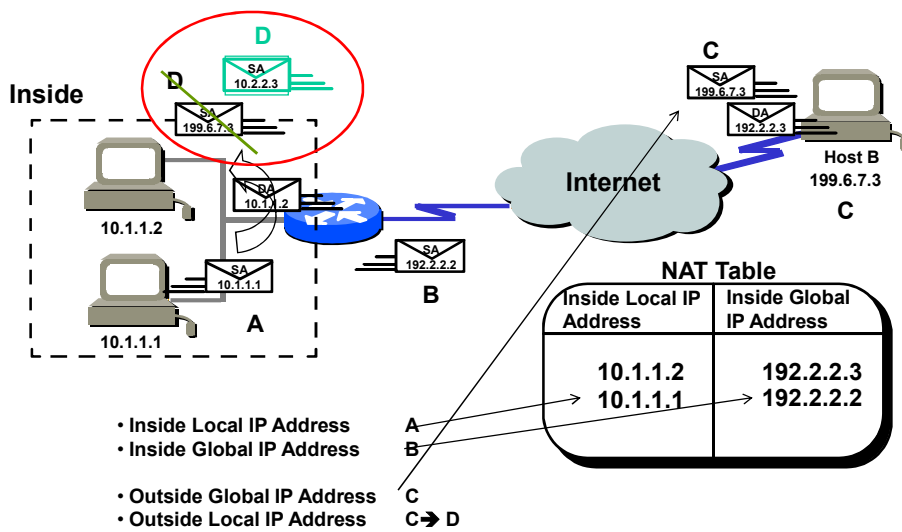 D
SA
10.2.2.3
D
SA
199.6.7.3
Inside
C
SA
199.6.7.3
DA
192.2.2.3
Host B
199.6.7.3
C
Internet
DA
10.1.1.2
10.1.1.2
SA
10.1.1.1
A
10.1.1.1
SA
192.2.2.2
B
NAT Table
Inside Local IP Address
Inside Global IP Address
10.1.1.2 192.2.2.3
10.1.1.1 192.2.2.2
• Inside Local IP Address A
• Inside Global IP Address B
• Outside Global IP Address C
• Outside Local IP Address C➔ D